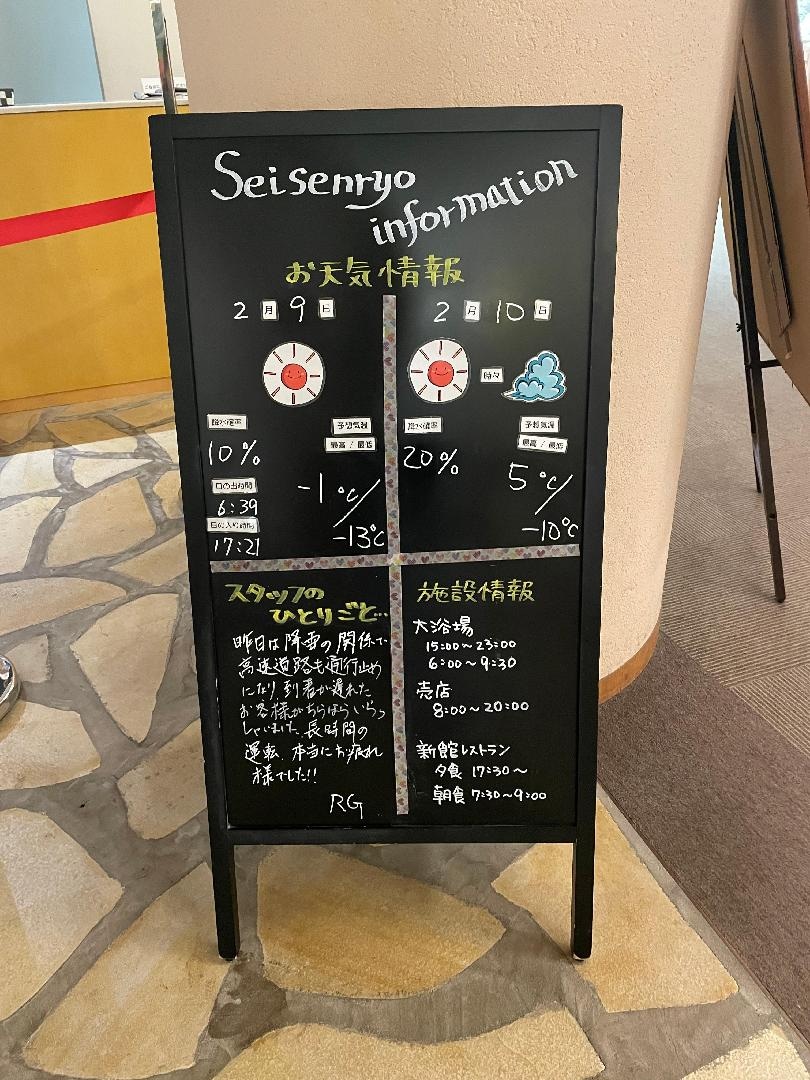 Seisenryo
information
お天気情報
2月9日
降水確率
10%
予想気温
最高 / 最低
-1℃/
-13℃
日の出時間
6:39
日の入り時間
17:21
2月10日
時々
降水確率
20%
予想気温
最高 / 最低
5℃/
-10℃
スタッフの
ひとりごと…
昨日は降雪の関係で
高速道路も通行止め
になり、到着が遅れた
お客様がちらほらいらっ
しゃいました。長時間の
運転、本当にお疲れ
様でした!!
RG
施設情報
大浴場
15:00～23:00
6:00～9:30
売店
8:00～20:00
新館レストラン
夕食 17:30～
朝食 7:30～9:00